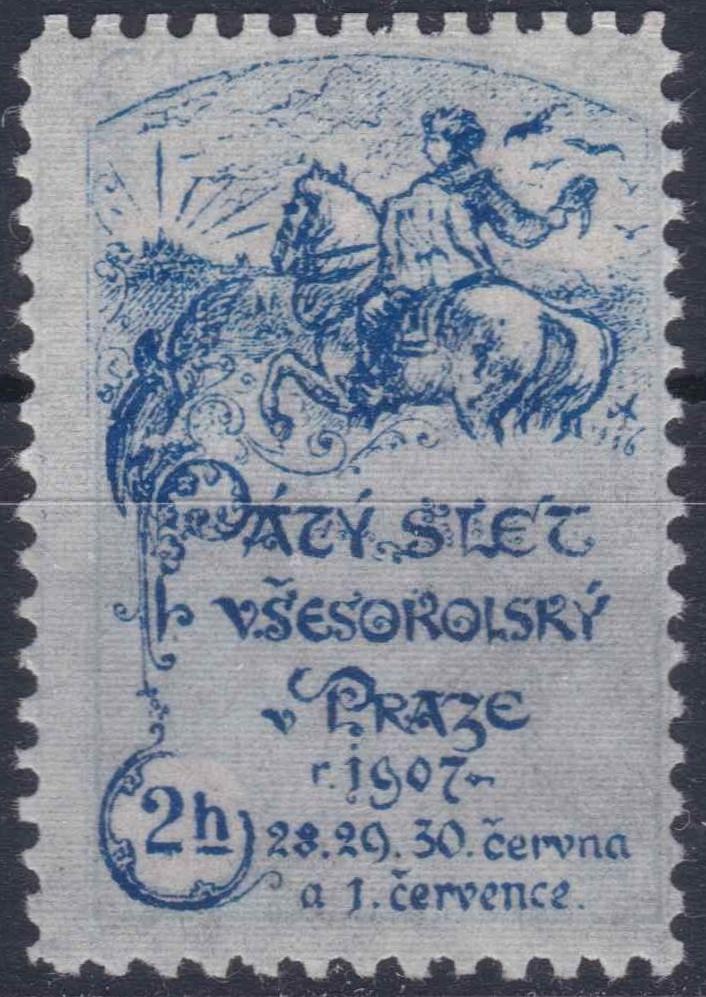 PÁTÝ SLET
VŠESOKOLSKÝ
v PRAZE
r. 1907
2h
28. 29. 30. června
a 1. července.